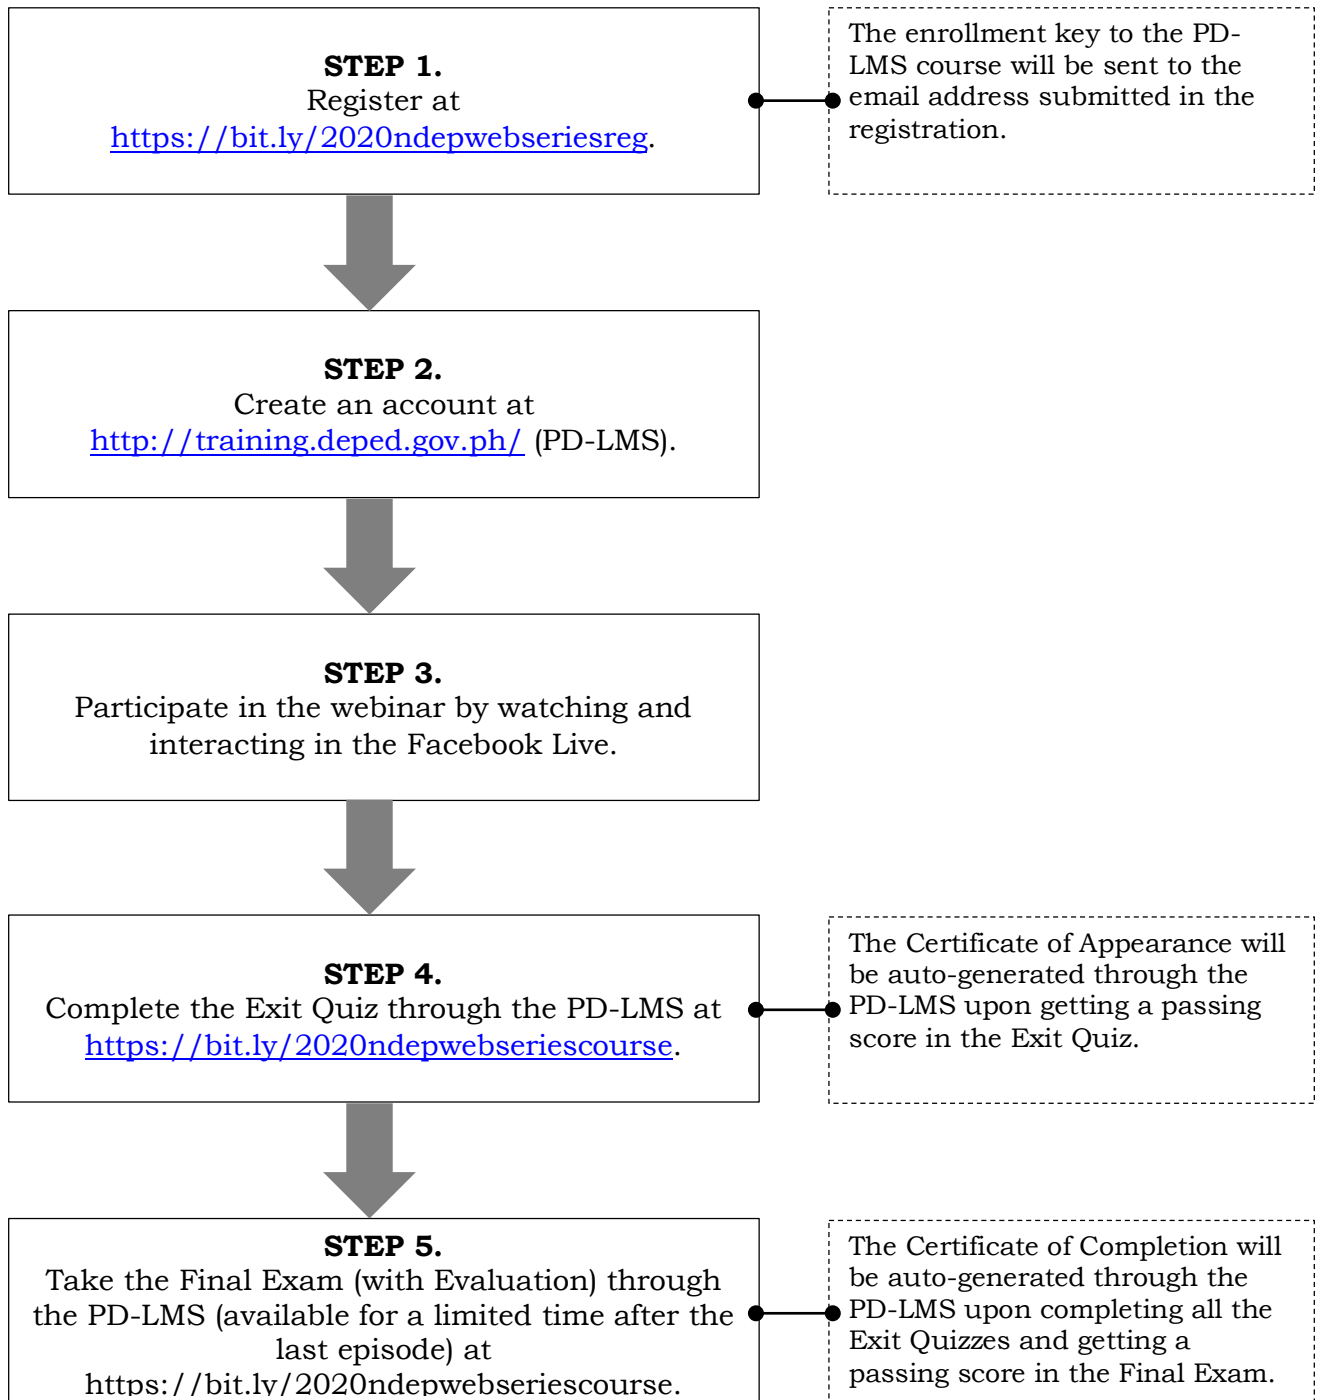 STEP 1.
Register at
https://bit.ly/2020ndepwebseriesreg.
The enrollment key to the PD-
LMS course will be sent to the
email address submitted in the
registration.
STEP 2.
Create an account at
http://training.deped.gov.ph/ (PD-LMS).
STEP 3.
Participate in the webinar by watching and
interacting in the Facebook Live.
STEP 4.
Complete the Exit Quiz through the PD-LMS at
https://bit.ly/2020ndepwebseriescourse.
The Certificate of Appearance will
be auto-generated through the
PD-LMS upon getting a passing
score in the Exit Quiz.
STEP 5.
Take the Final Exam (with Evaluation) through
the PD-LMS (available for a limited time after the
last episode) at
https://bit.ly/2020ndepwebseriescourse.
The Certificate of Completion will
be auto-generated through the
PD-LMS upon completing all the
Exit Quizzes and getting a
passing score in the Final Exam.